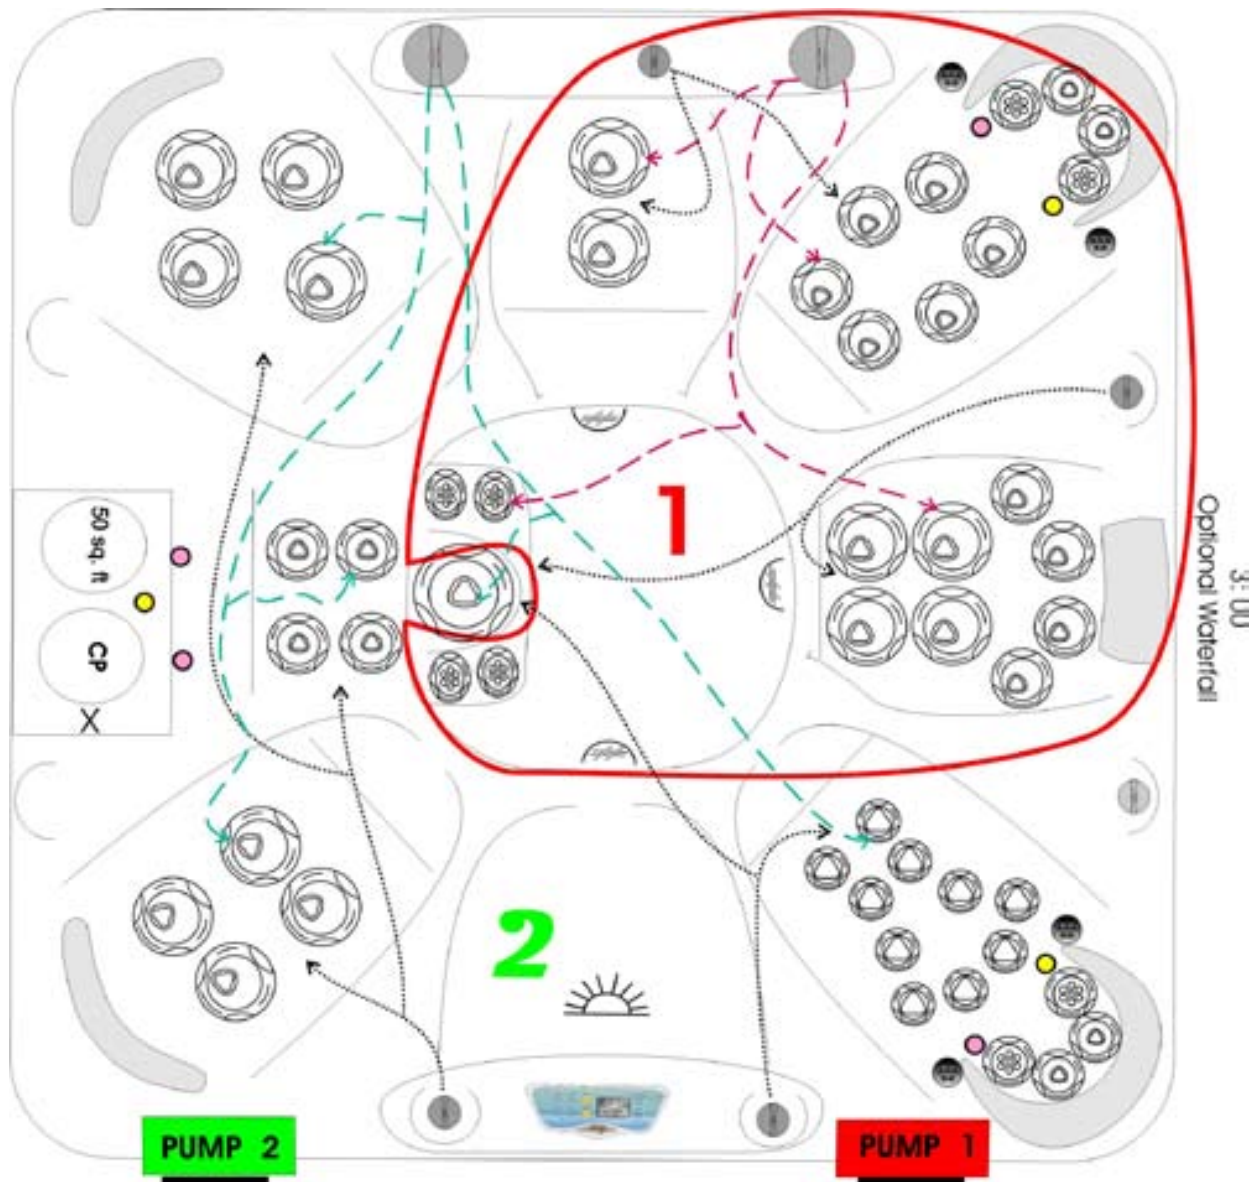 1
50 sq. ft
CP
X
3:00
Optional Waterfall
2
PUMP 2
PUMP 1